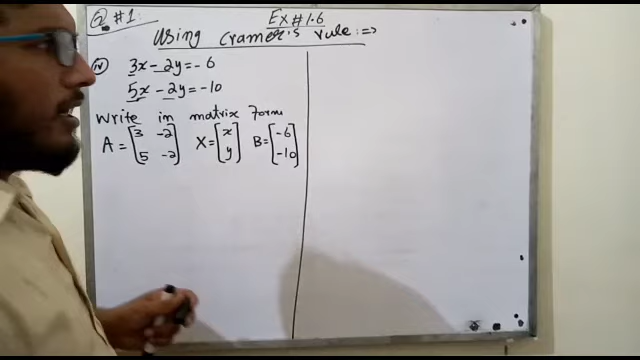 Q #1. Ex#1.6
using cramer's rule:=>
iv 3x - 2y = - 6
5x - 2y = -10
Write in matrix form
A = [3 -2 5 -2] X = [x y] B = [-6 -10]